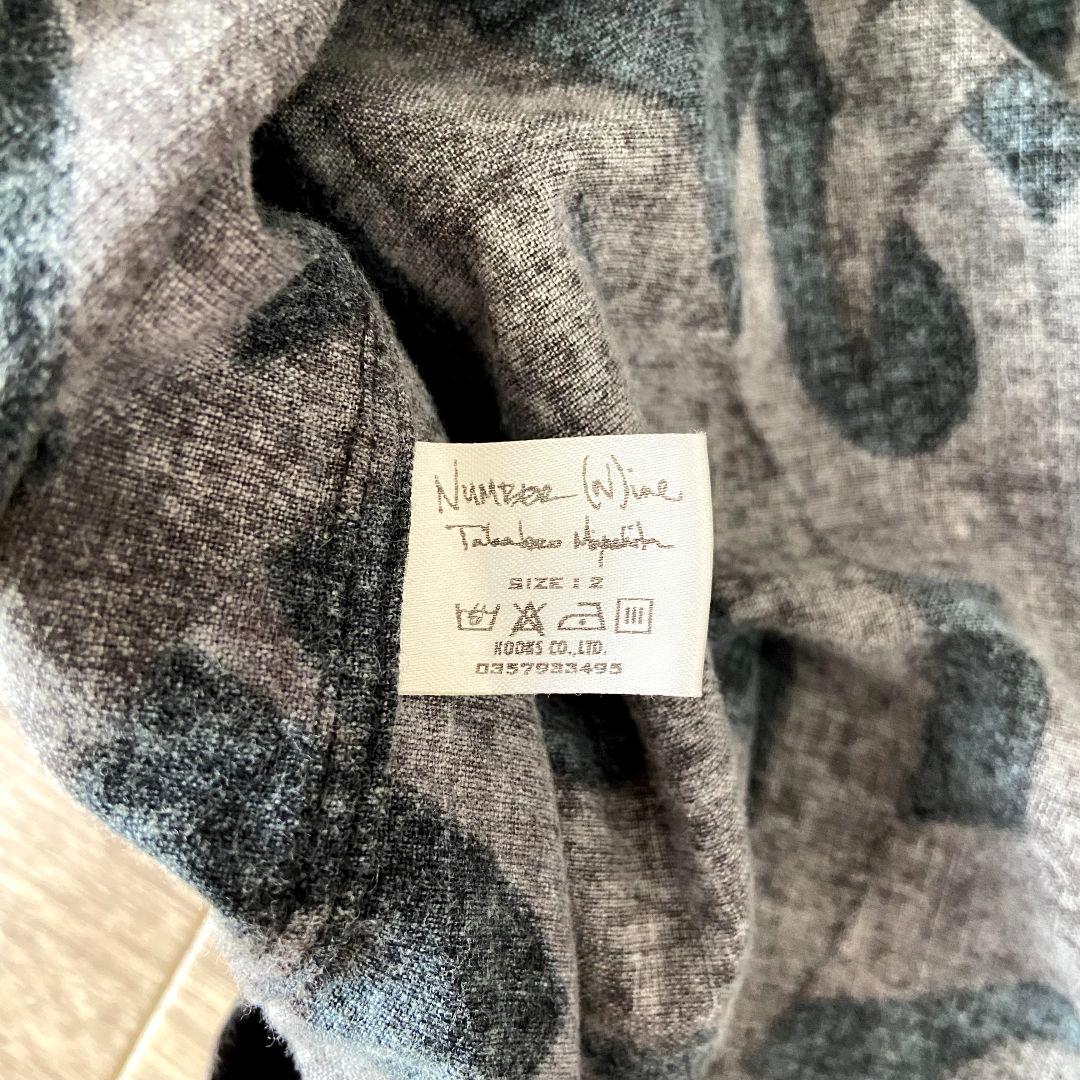 NUMBER (N)ine
Takahiro Miyashita
SIZE : 2
KOOKS CO.,LTD.
0357933495